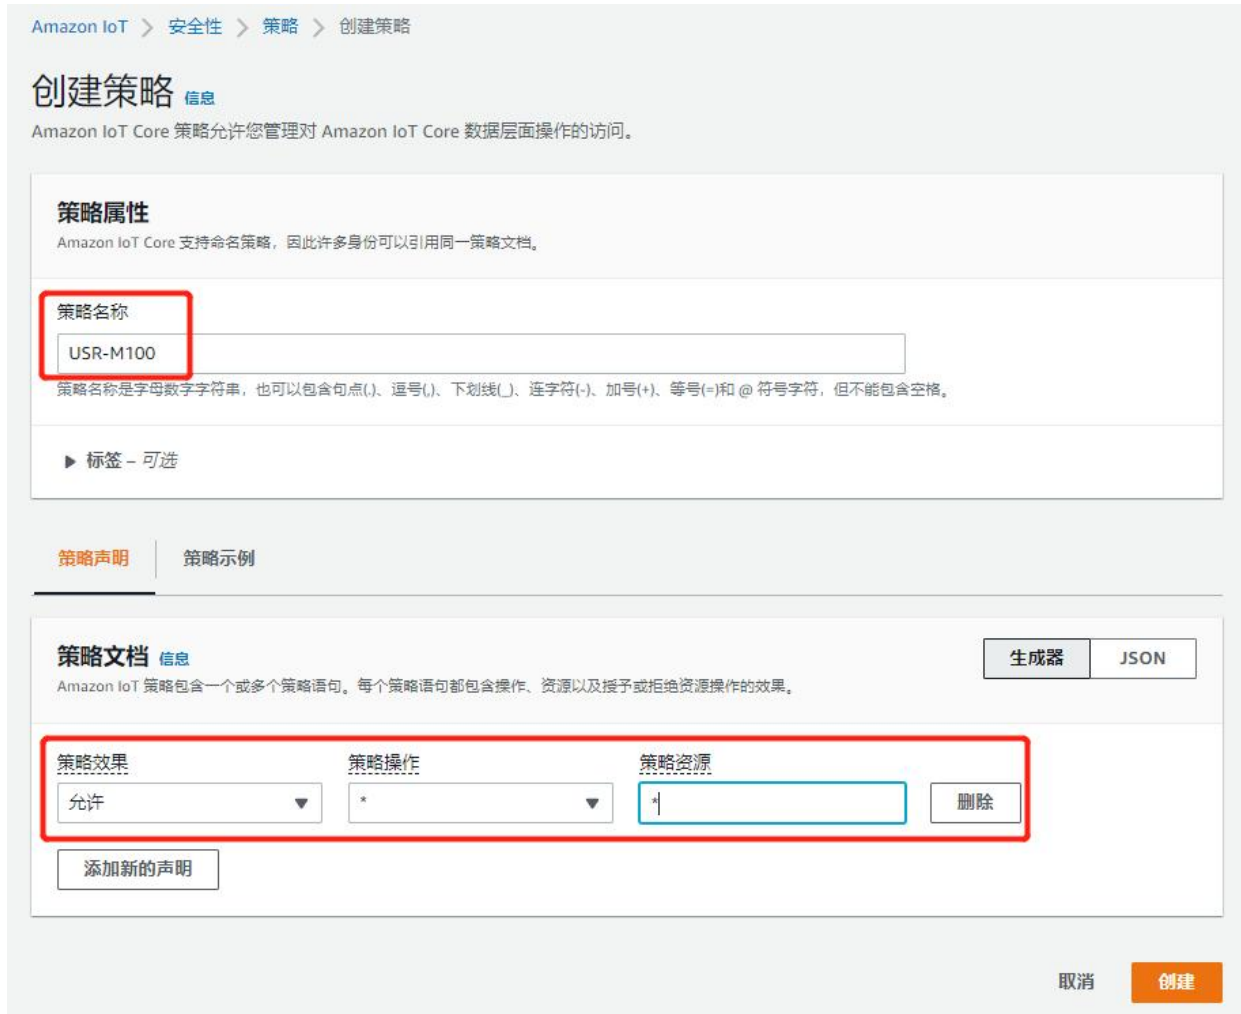 Amazon IoT > 安全性 > 策略 > 创建策略
创建策略 信息
Amazon IoT Core 策略允许您管理对 Amazon IoT Core 数据层面操作的访问。
策略属性
Amazon IoT Core 支持命名策略，因此许多身份可以引用同一策略文档。
策略名称
USR-M100
策略名称是字母数字字符串，也可以包含句点(.)、逗号(,)、下划线(_)、连字符(-)、加号(+)、等号(=)和 @ 符号字符，但不能包含空格。
标签 – 可选
策略声明 策略示例
策略文档 信息 生成器 JSON
Amazon IoT 策略包含一个或多个策略语句。每个策略语句都包含操作、资源以及授予或拒绝资源操作的效果。
策略效果 策略操作 策略资源
允许 * * 删除
添加新的声明
取消 创建